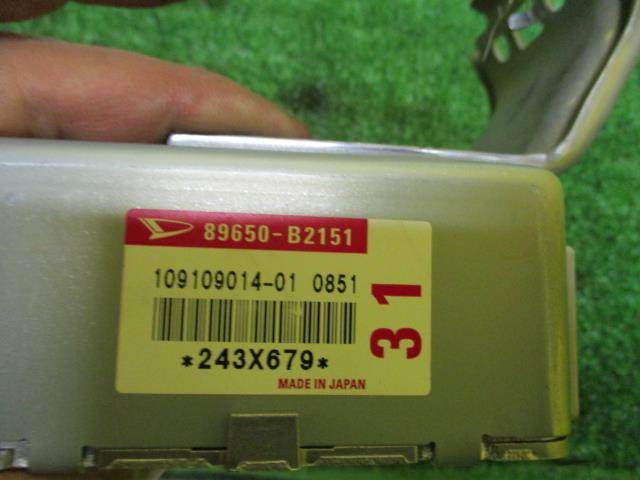 89650-B2151
109109014-01 0851
*243X679*
31
MADE IN JAPAN